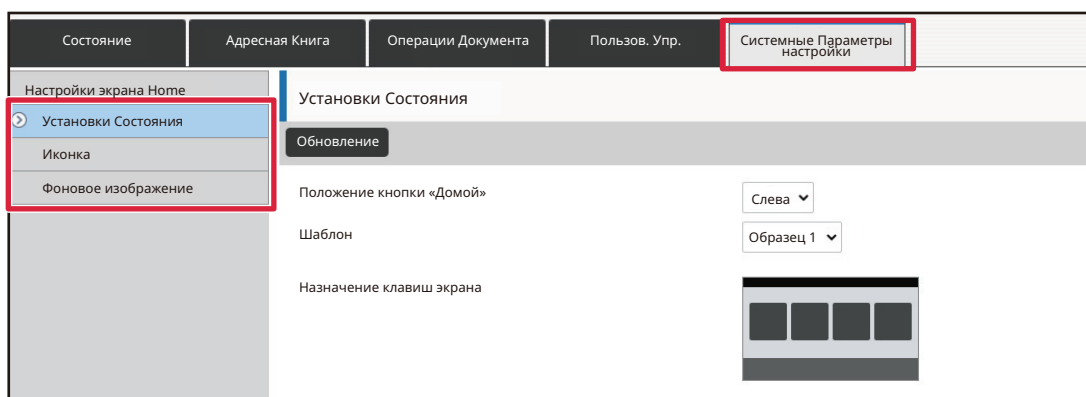 Состояние
Адресная Книга
Операции Документа
Пользов. Упр.
Системные Параметры
настройки
Настройки экрана Home
Установки Состояния
Иконка
Фоновое изображение
Установки Состояния
Обновление
Положение кнопки «Домой»
Слева
Шаблон
Образец 1
Назначение клавиш экрана